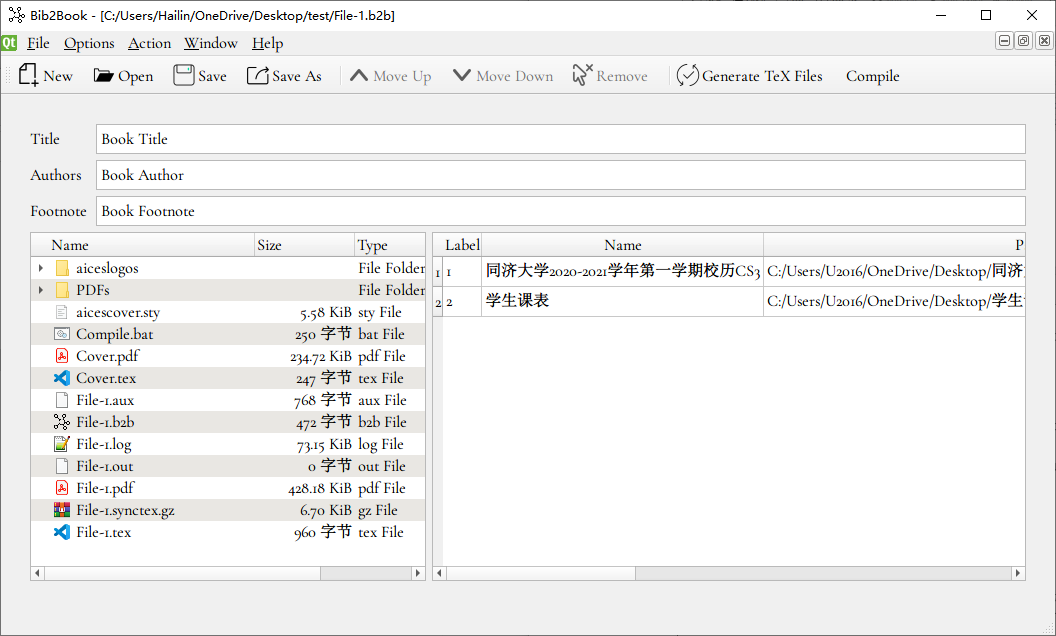 Bib2Book - [C:/Users/Hailin/OneDrive/Desktop/test/File-1.b2b]
Qt File Options Action Window Help
New Open Save Save As Move Up Move Down Remove Generate TeX Files Compile
Title Book Title
Authors Book Author
Footnote Book Footnote
Name Size Type
aiceslogos File Folder
PDFs File Folder
aicescover.sty 5.58 KiB sty File
Compile.bat 250 字节 bat File
Cover.pdf 234.72 KiB pdf File
Cover.tex 247 字节 tex File
File-1.aux 768 字节 aux File
File-1.b2b 472 字节 b2b File
File-1.log 73.15 KiB log File
File-1.out 0 字节 out File
File-1.pdf 428.18 KiB pdf File
File-1.synctex.gz 6.70 KiB gz File
File-1.tex 960 字节 tex File
Label Name P
1 1 同济大学2020-2021学年第一学期校历CS3 C:/Users/U2016/OneDrive/Desktop/同济
2 2 学生课表 C:/Users/U2016/OneDrive/Desktop/学生